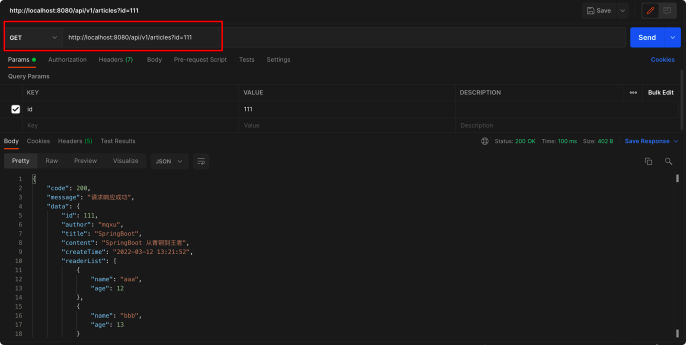 http://localhost:8080/api/v1/articles?id=111 Save
GET http://localhost:8080/api/v1/articles?id=111 Send
Params Authorization Headers (7) Body Pre-request Script Tests Settings Cookies
Query Params
KEY VALUE DESCRIPTION Bulk Edit
id 111
Key Value Description
Body Cookies Headers (5) Test Results Status: 200 OK Time: 100 ms Size: 402 B Save Response
Pretty Raw Preview Visualize JSON
1 {
2 "code": 200,
3 "message": "请求响应成功",
4 "data": {
5 "id": 111,
6 "author": "mqxu",
7 "title": "SpringBoot",
8 "content": "SpringBoot 从青铜到王者",
9 "createTime": "2022-03-12 13:21:52",
10 "readerList": [
11 {
12 "name": "aaa",
13 "age": 12
14 },
15 {
16 "name": "bbb",
17 "age": 13
18 }